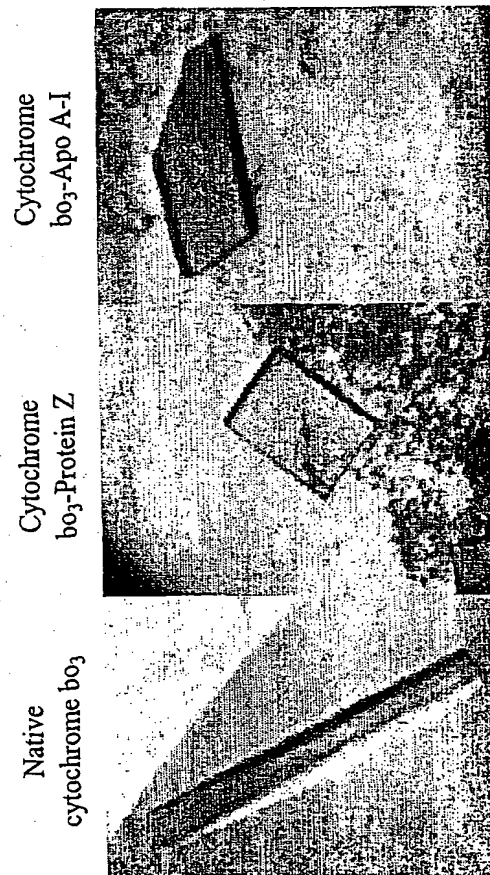 Cytochrome
bo₃-Apo A-I
Cytochrome
bo₃-Protein Z
Native
cytochrome bo₃